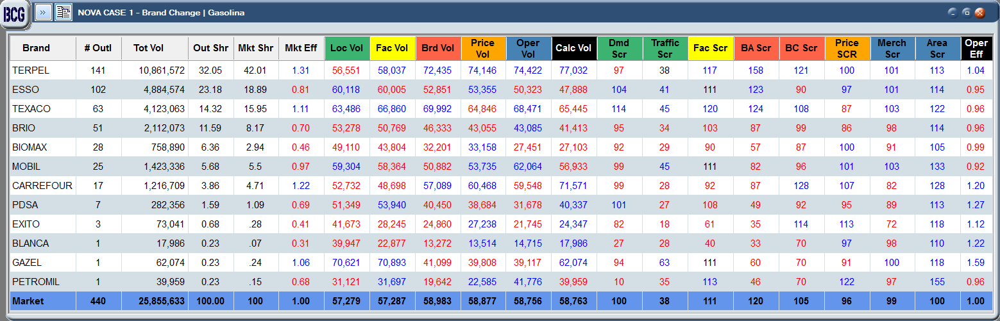 BCG » NOVA CASE 1 - Brand Change | Gasolina
Brand # Outl Tot Vol Out Shr Mkt Shr Mkt Eff Loc Vol Fac Vol Brd Vol Price Vol Oper Vol Calc Vol Dmd Scr Traffic Scr Fac Scr BA Scr BC Scr Price SCR Merch Scr Area Scr Oper Eff
TERPEL 141 10,861,572 32.05 42.01 1.31 56,551 58,037 72,435 74,146 74,422 77,032 97 38 117 158 121 100 101 113 1.04
ESSO 102 4,884,574 23.18 18.89 0.81 60,118 60,005 52,851 53,355 50,323 47,888 104 41 111 123 90 97 101 114 0.95
TEXACO 63 4,123,063 14.32 15.95 1.11 63,486 66,860 69,992 64,846 68,471 65,445 114 45 120 124 108 87 103 122 0.96
BRIO 51 2,112,073 11.59 8.17 0.70 53,278 50,769 46,333 43,055 43,085 41,413 95 34 103 87 99 86 98 114 0.96
BIOMAX 28 758,890 6.36 2.94 0.46 49,110 43,804 32,201 33,158 27,451 27,103 92 29 90 57 87 100 91 105 0.99
MOBIL 25 1,423,336 5.68 5.5 0.97 59,304 58,364 50,882 53,735 62,064 56,933 99 45 111 82 96 101 103 133 0.92
CARREFOUR 17 1,216,709 3.86 4.71 1.22 52,732 48,698 57,089 60,468 59,548 71,571 99 28 92 87 128 107 82 128 1.20
PDSA 7 282,356 1.59 1.09 0.69 51,349 53,940 40,450 38,684 31,678 40,337 101 27 108 49 92 95 89 113 1.27
EXITO 3 73,041 0.68 .28 0.41 41,673 28,245 24,860 27,238 21,745 24,347 82 18 61 35 114 113 72 118 1.12
BLANCA 1 17,986 0.23 .07 0.31 39,947 22,877 13,272 13,514 14,715 17,986 27 28 40 33 70 97 98 110 1.22
GAZEL 1 62,074 0.23 .24 1.06 70,621 70,893 41,099 39,808 39,117 62,074 94 63 111 60 70 91 100 118 1.59
PETROMIL 1 39,959 0.23 .15 0.68 31,121 31,697 19,642 22,585 41,776 39,959 10 35 113 46 70 122 97 155 0.96
Market 440 25,855,633 100.00 100 1.00 57,279 57,287 58,983 58,877 58,756 58,763 100 38 111 120 105 96 99 100 1.00